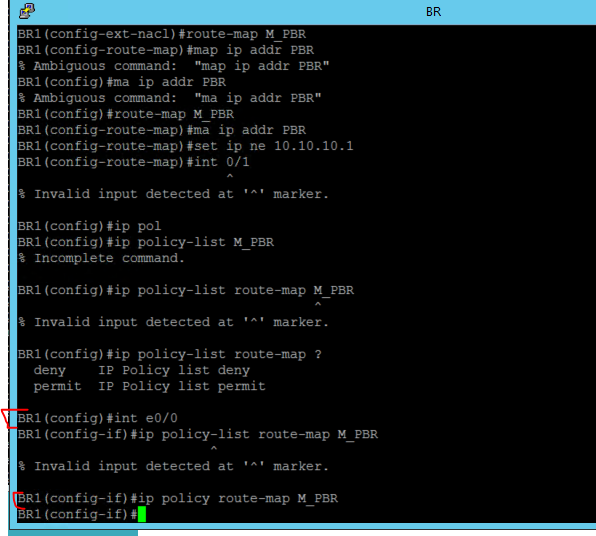 BR
BR1(config-ext-nacl)#route-map M_PBR
BR1(config-route-map)#map ip addr PBR
% Ambiguous command:  "map ip addr PBR"
BR1(config)#ma ip addr PBR
% Ambiguous command:  "ma ip addr PBR"
BR1(config)#route-map M_PBR
BR1(config-route-map)#ma ip addr PBR
BR1(config-route-map)#set ip ne 10.10.10.1
BR1(config-route-map)#int 0/1
^
% Invalid input detected at '^' marker.
BR1(config)#ip pol
BR1(config)#ip policy-list M_PBR
% Incomplete command.
BR1(config)#ip policy-list route-map M_PBR
^
% Invalid input detected at '^' marker.
BR1(config)#ip policy-list route-map ?
deny    IP Policy list deny
permit  IP Policy list permit
BR1(config)#int e0/0
BR1(config-if)#ip policy-list route-map M_PBR
^
% Invalid input detected at '^' marker.
BR1(config-if)#ip policy route-map M_PBR
BR1(config-if)#